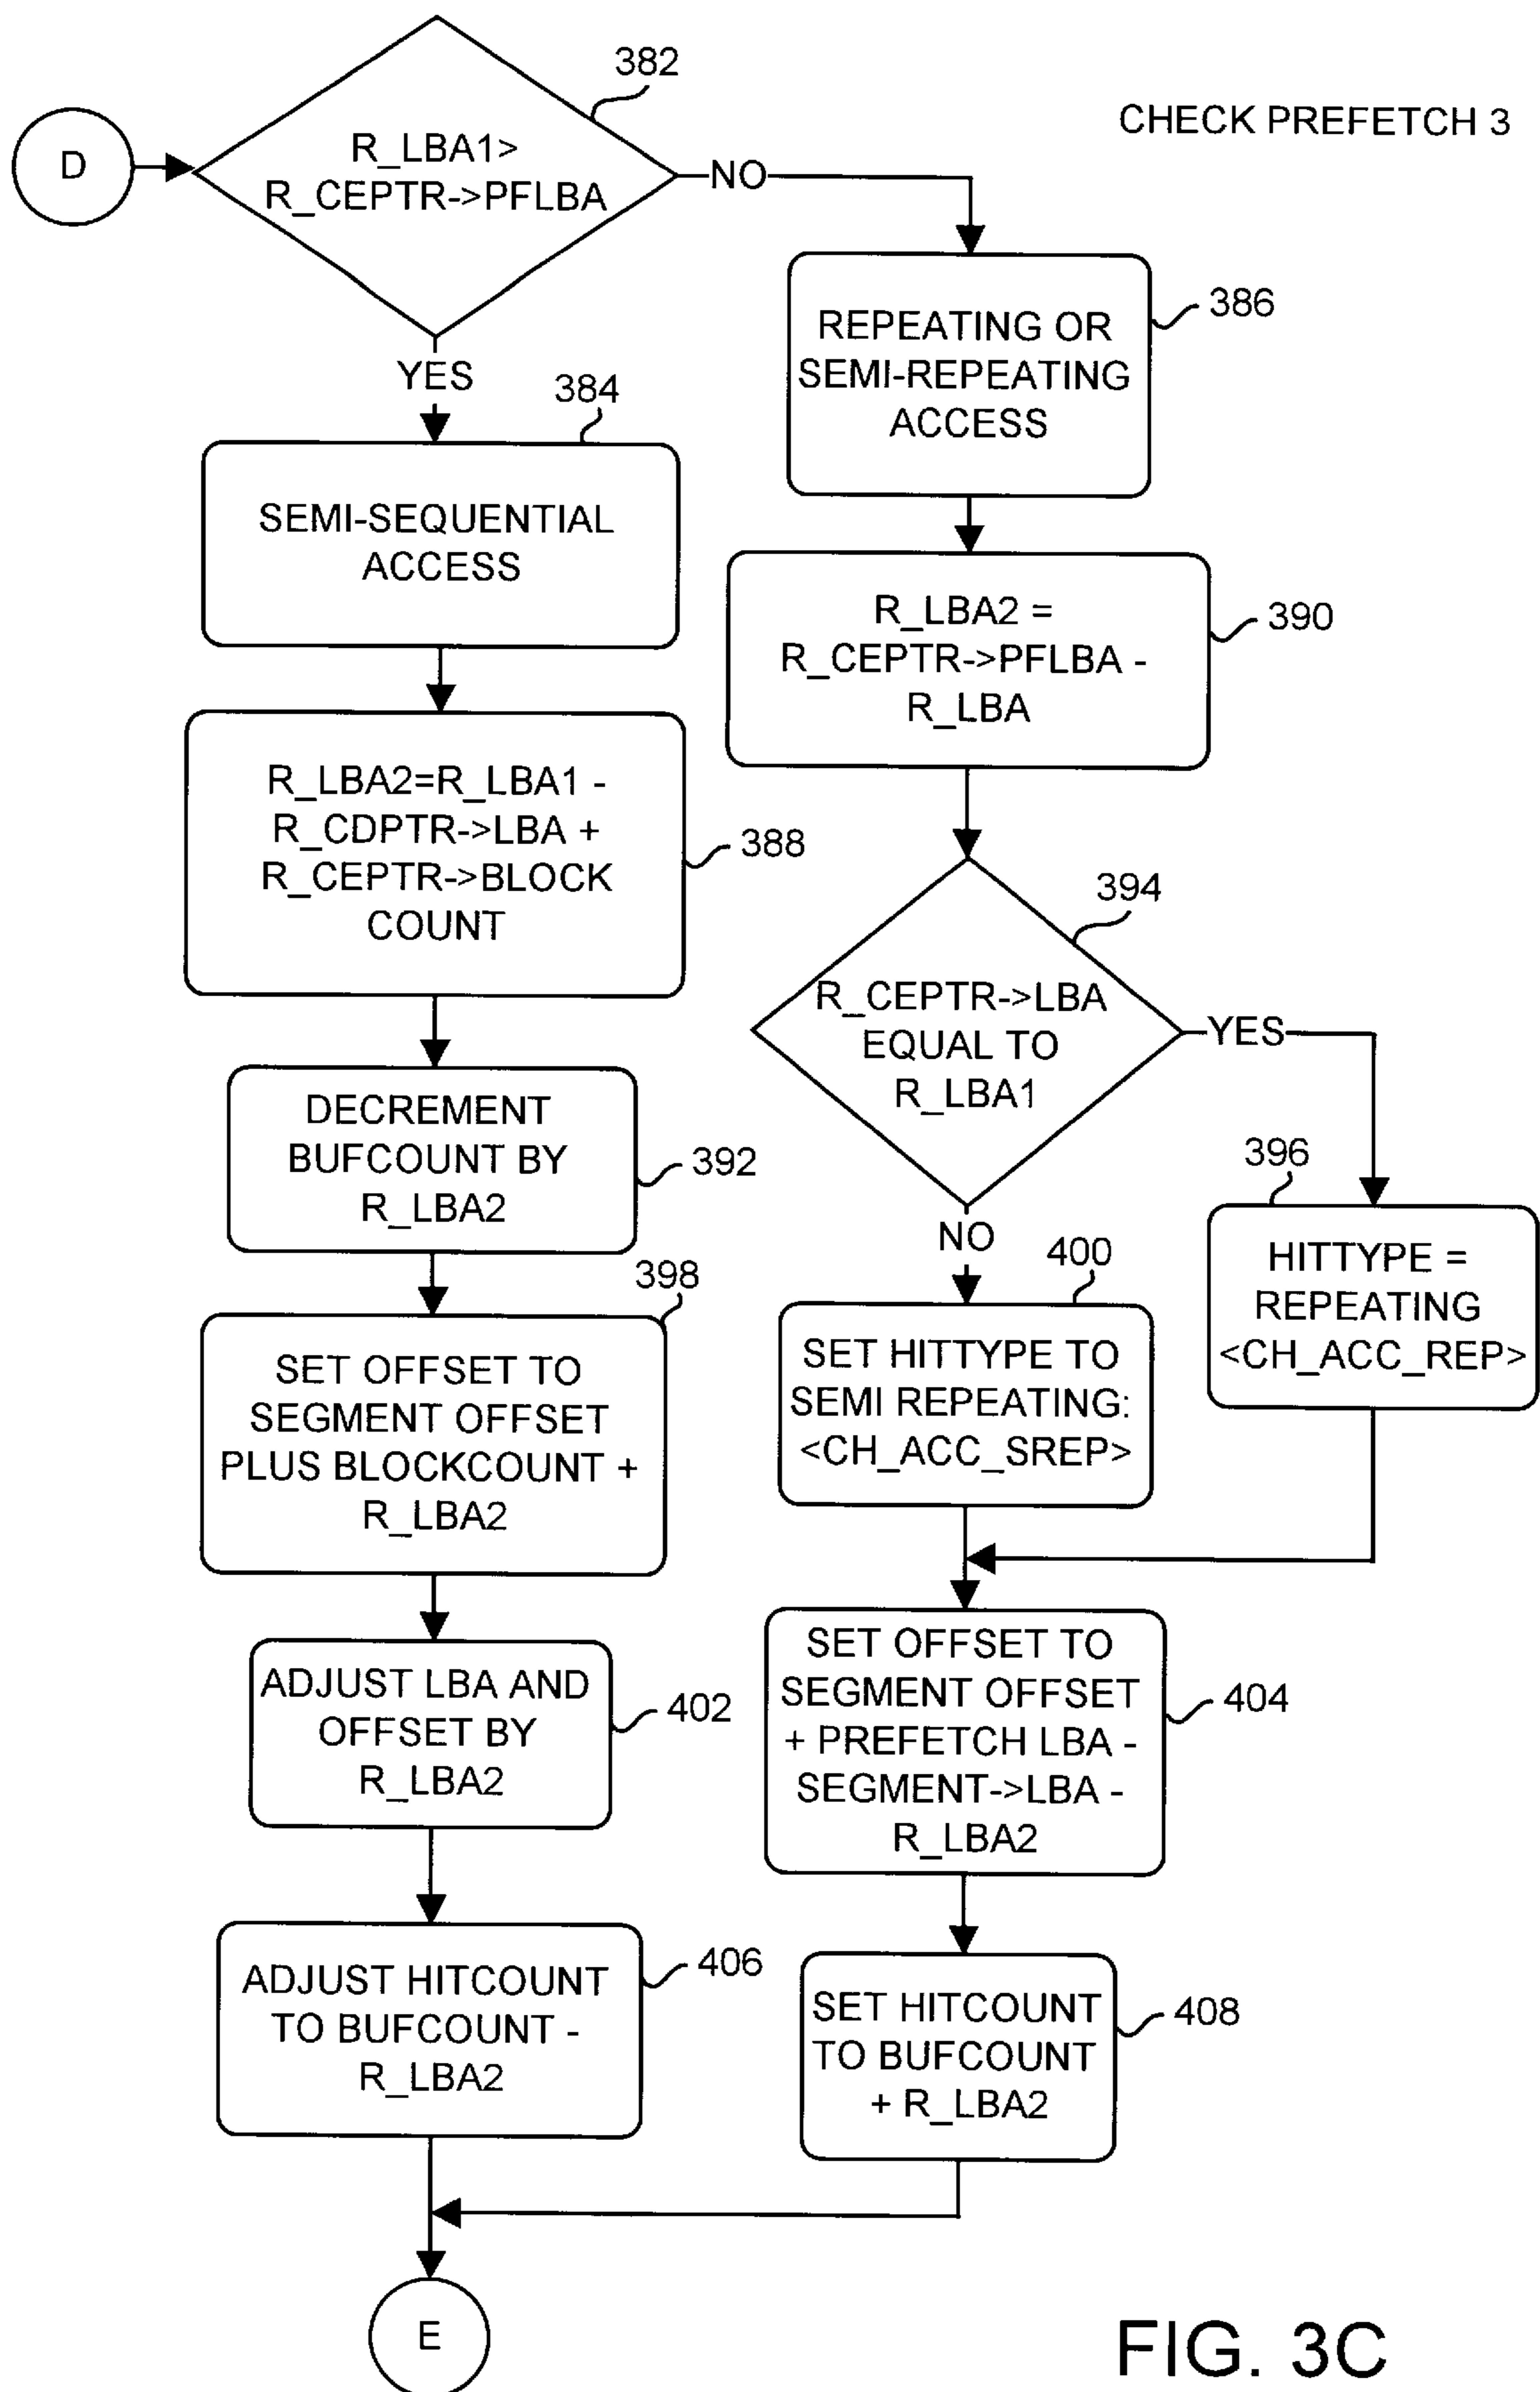 382
CHECK PREFETCH 3
D
R_LBA1>
R_CEPTR->PFLBA
NO
YES
384
SEMI-SEQUENTIAL
ACCESS
386
REPEATING OR
SEMI-REPEATING
ACCESS
388
R_LBA2=R_LBA1 -
R_CDPTR->LBA +
R_CEPTR->BLOCK
COUNT
390
R_LBA2 =
R_CEPTR->PFLBA -
R_LBA
392
DECREMENT
BUFCOUNT BY
R_LBA2
394
R_CEPTR->LBA
EQUAL TO
R_LBA1
YES
NO
396
HITTYPE =
REPEATING
<CH_ACC_REP>
398
SET OFFSET TO
SEGMENT OFFSET
PLUS BLOCKCOUNT +
R_LBA2
400
SET HITTYPE TO
SEMI REPEATING:
<CH_ACC_SREP>
402
ADJUST LBA AND
OFFSET BY
R_LBA2
404
SET OFFSET TO
SEGMENT OFFSET
+ PREFETCH LBA -
SEGMENT->LBA -
R_LBA2
406
ADJUST HITCOUNT
TO BUFCOUNT -
R_LBA2
408
SET HITCOUNT
TO BUFCOUNT
+ R_LBA2
E
FIG. 3C